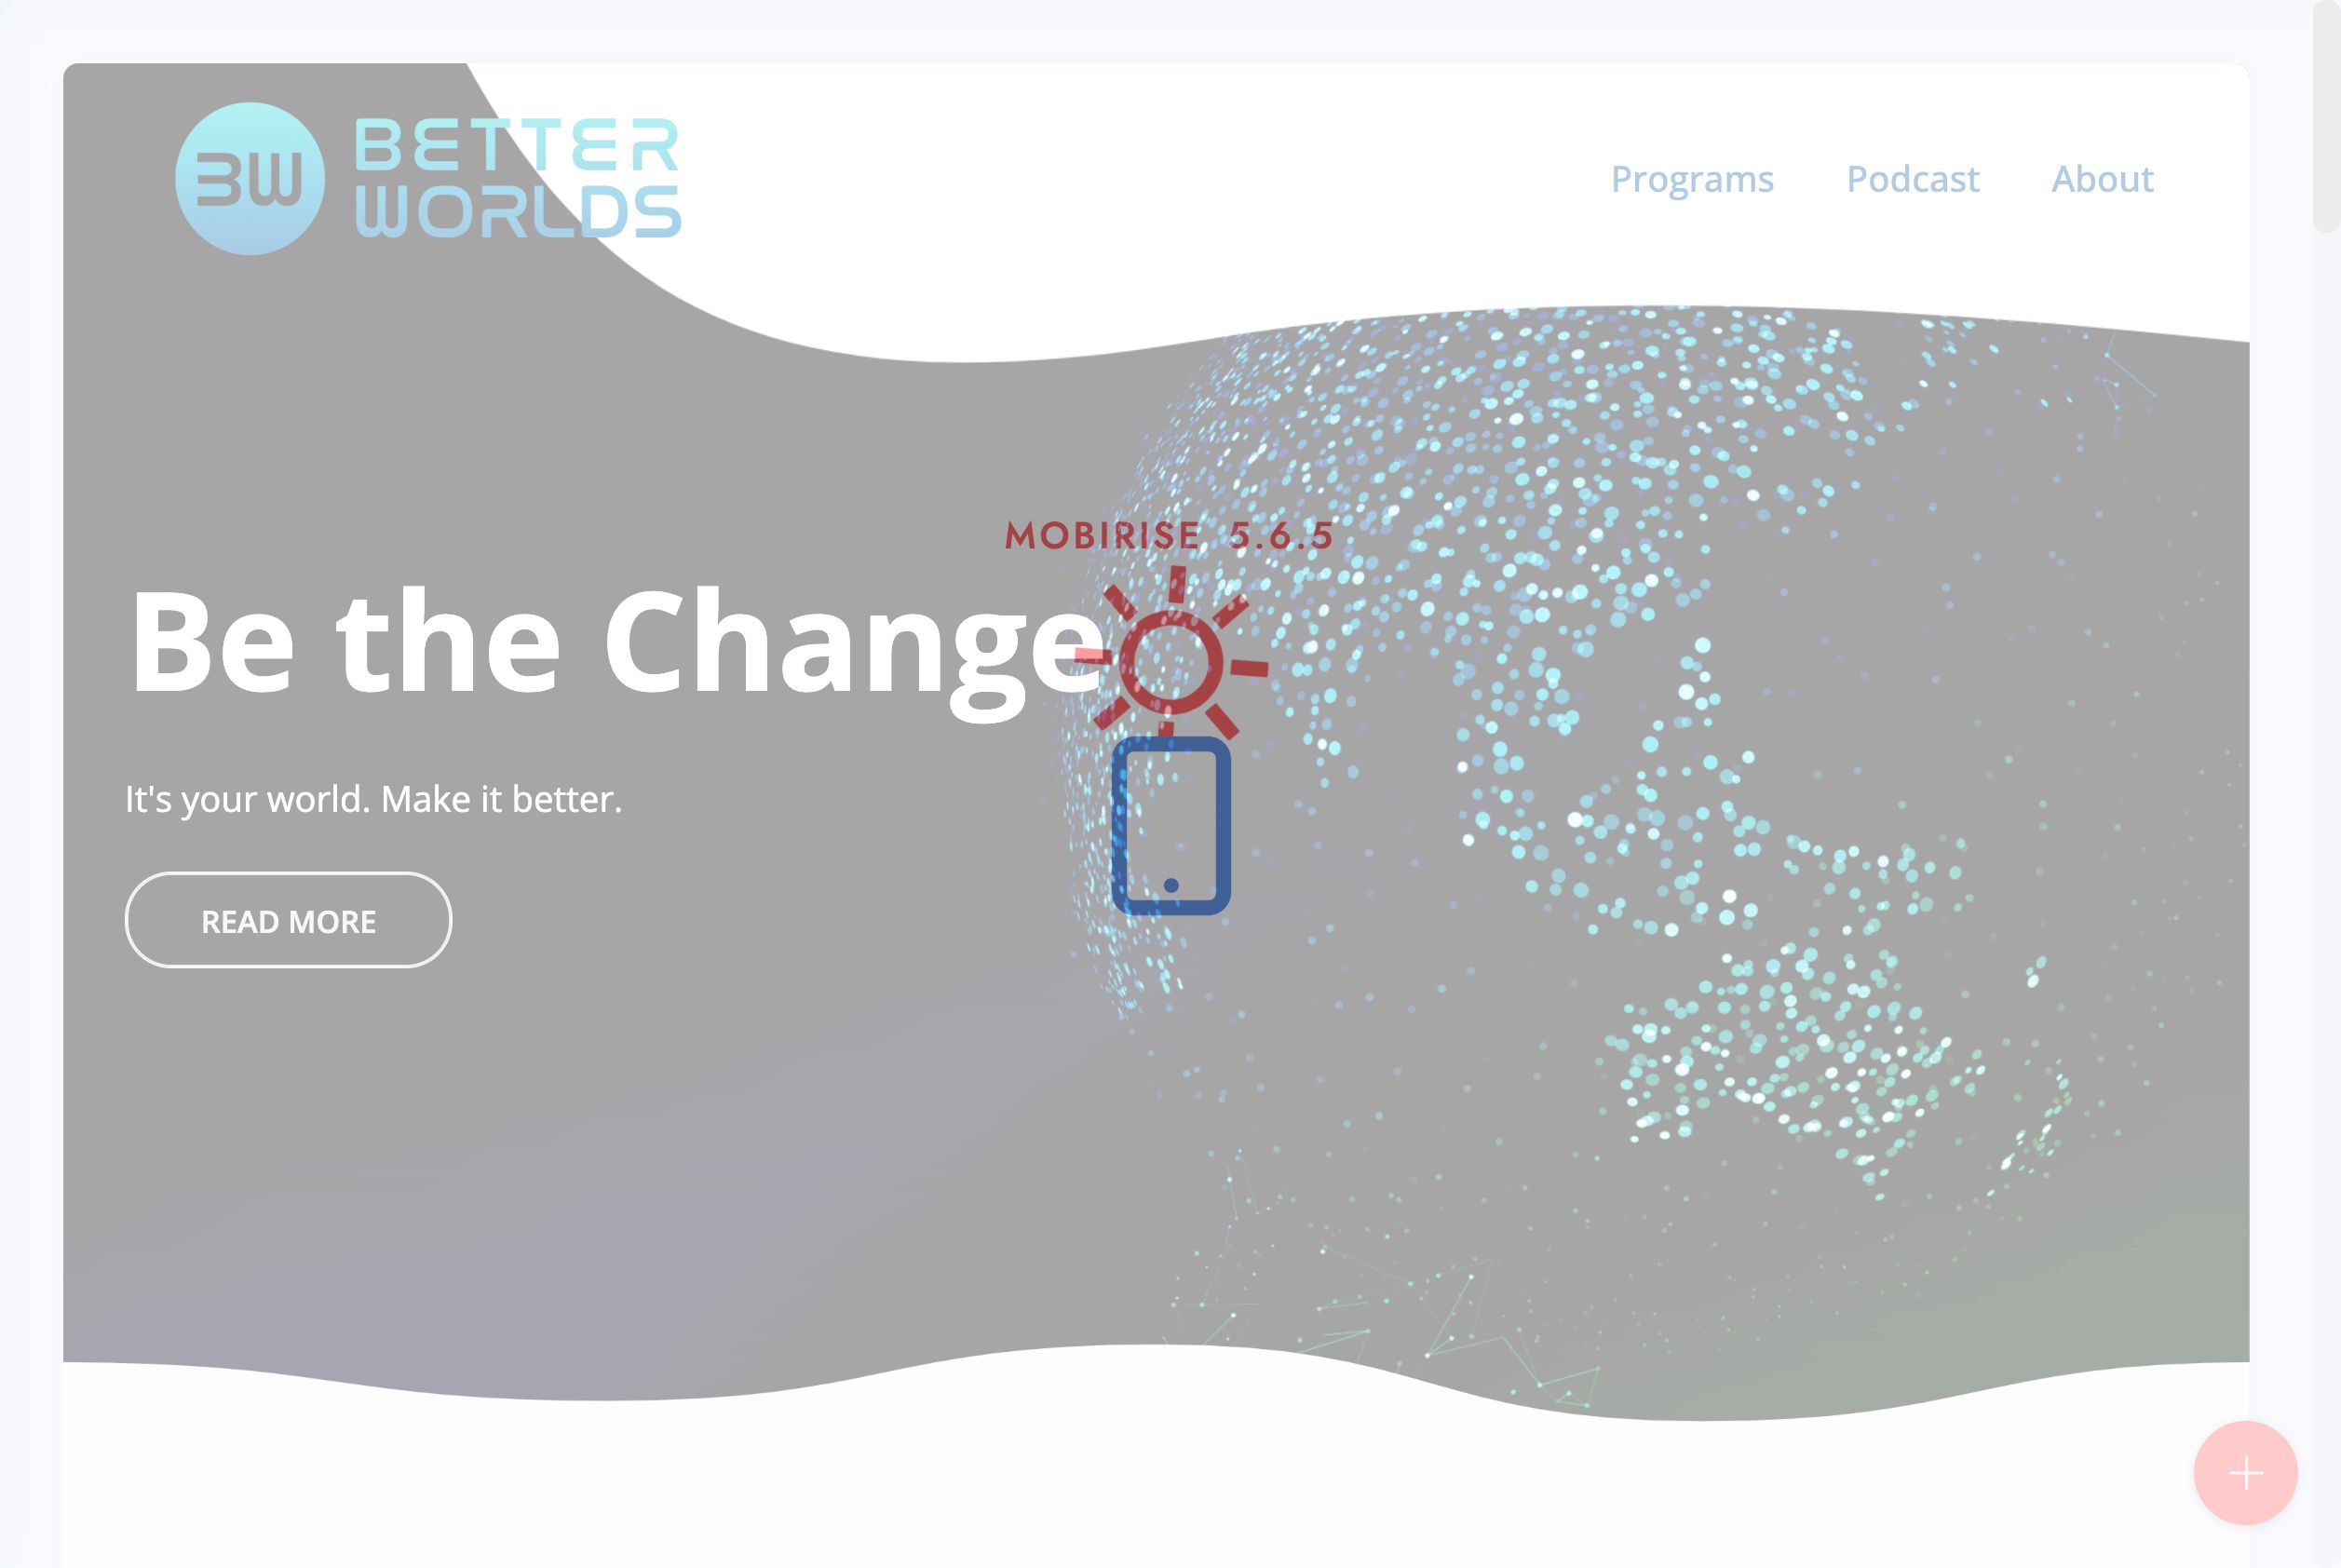 BW
BETTER
WORLDS
Programs
Podcast
About
MOBIRISE 5.6.5
Be the Change
It's your world. Make it better.
READ MORE